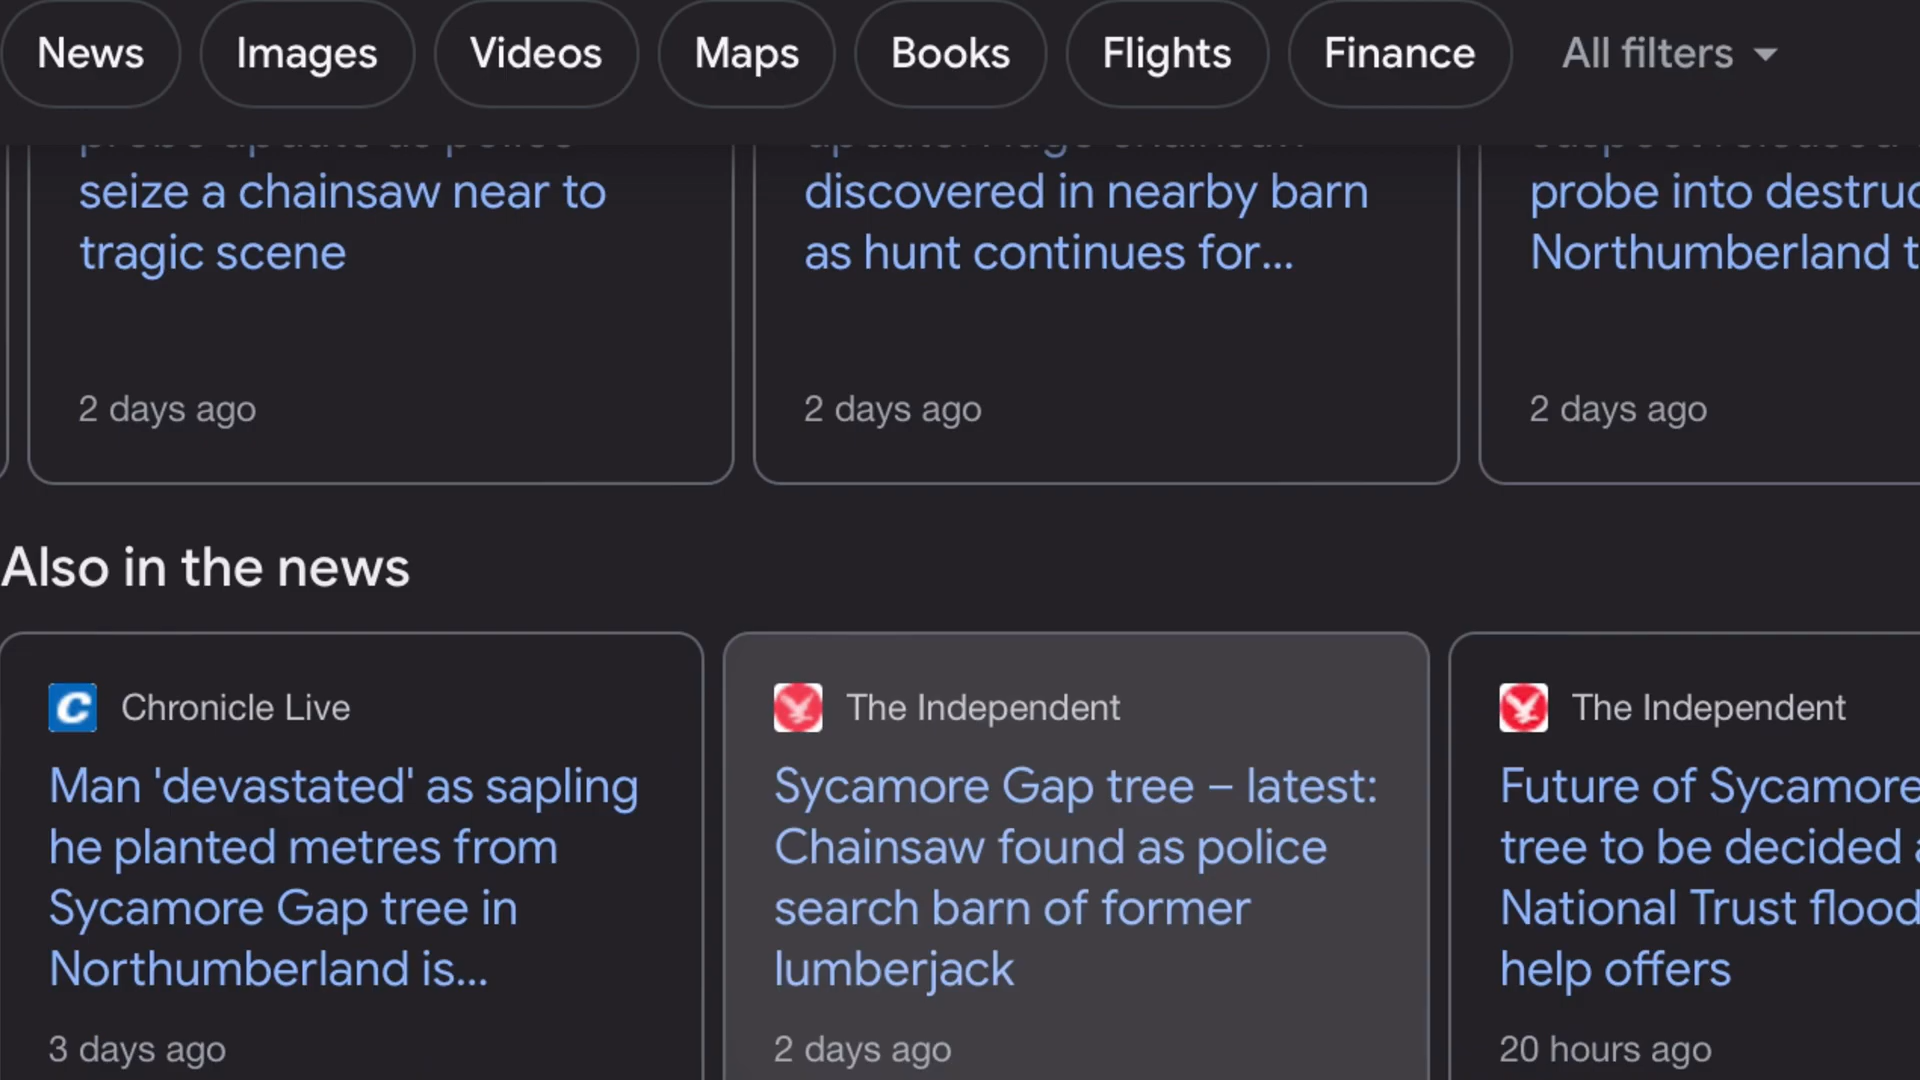 News Images Videos Maps Books Flights Finance All filters
seize a chainsaw near to
tragic scene
2 days ago
discovered in nearby barn
as hunt continues for...
2 days ago
probe into destruc
Northumberland t
2 days ago
Also in the news
Chronicle Live
Man 'devastated' as sapling
he planted metres from
Sycamore Gap tree in
Northumberland is...
3 days ago
The Independent
Sycamore Gap tree – latest:
Chainsaw found as police
search barn of former
lumberjack
2 days ago
The Independent
Future of Sycamore
tree to be decided a
National Trust flood
help offers
20 hours ago